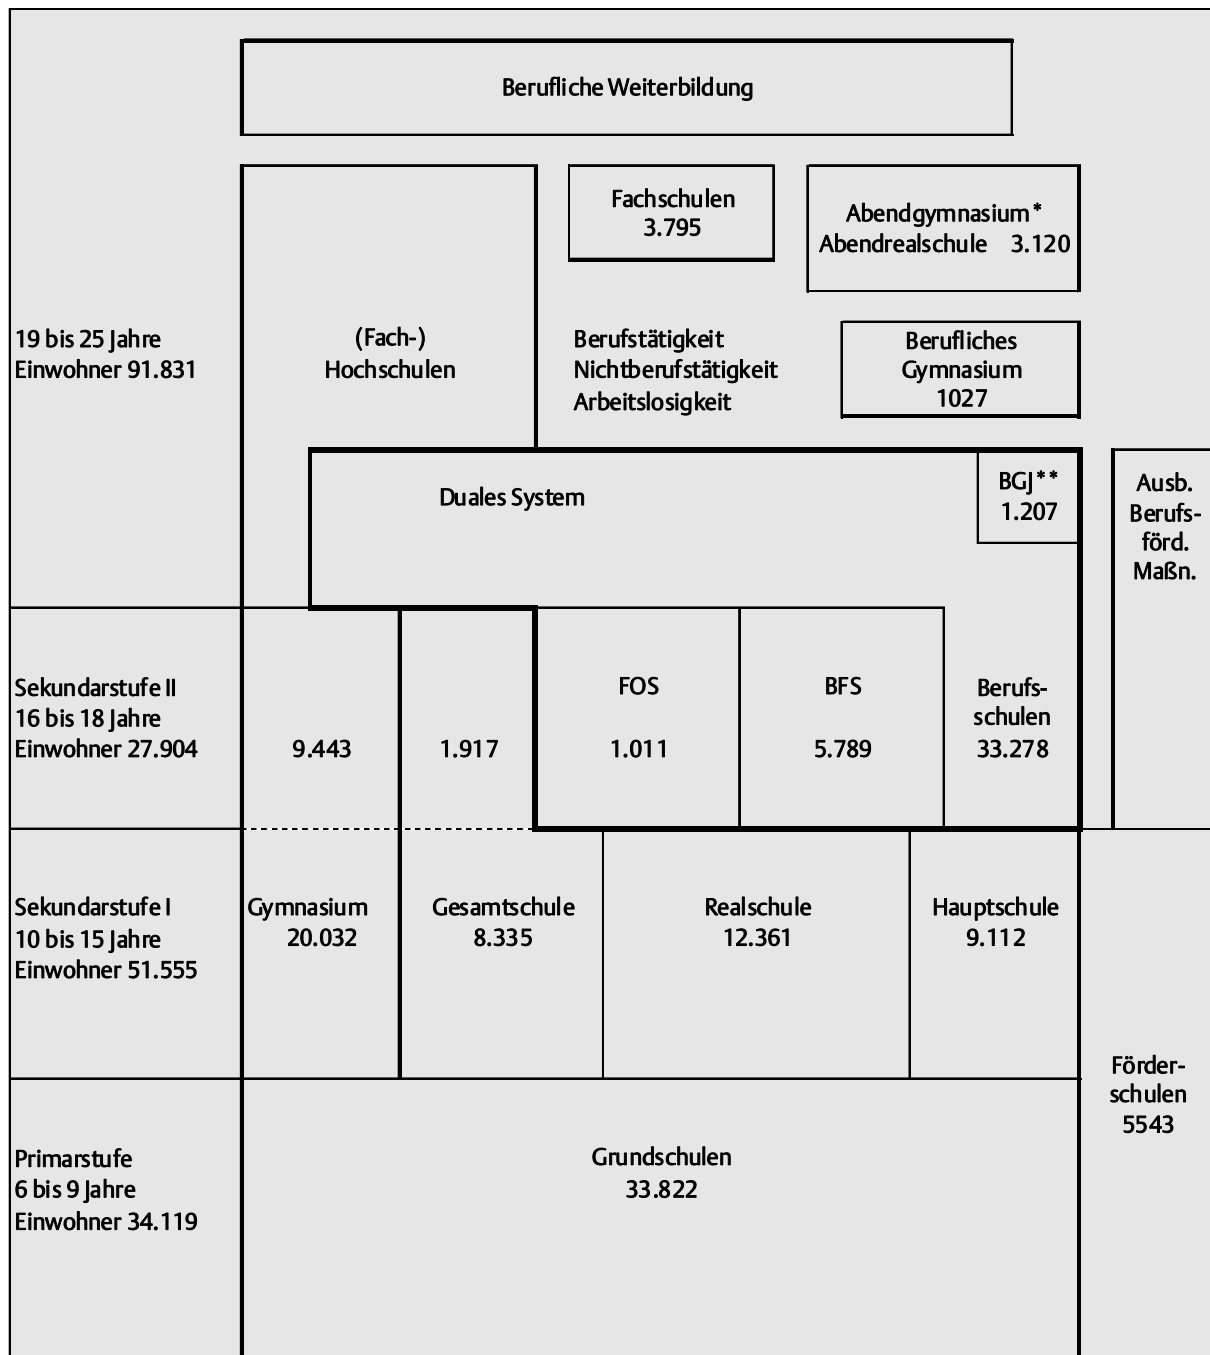 Berufliche Weiterbildung
Fachschulen
3.795
Abendgymnasium*
Abendrealschule 3.120
19 bis 25 Jahre
Einwohner 91.831
(Fach-)
Hochschulen
Berufstätigkeit
Nichtberufstätigkeit
Arbeitslosigkeit
Berufliches
Gymnasium
1027
Duales System
BGJ**
1.207
Ausb.
Berufs-
förd.
Maßn.
Sekundarstufe II
16 bis 18 Jahre
Einwohner 27.904
9.443
1.917
FOS
1.011
BFS
5.789
Berufs-
schulen
33.278
Sekundarstufe I
10 bis 15 Jahre
Einwohner 51.555
Gymnasium
20.032
Gesamtschule
8.335
Realschule
12.361
Hauptschule
9.112
Förder-
schulen
5543
Primarstufe
6 bis 9 Jahre
Einwohner 34.119
Grundschulen
33.822